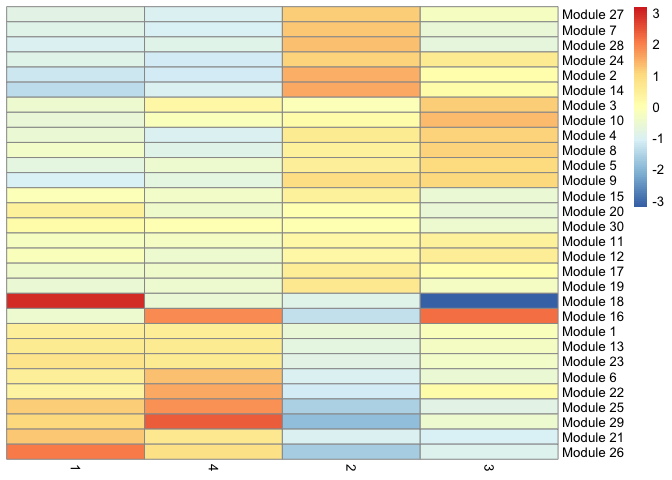 Module 27
Module 7
Module 28
Module 24
Module 2
Module 14
Module 3
Module 10
Module 4
Module 8
Module 5
Module 9
Module 15
Module 20
Module 30
Module 11
Module 12
Module 17
Module 19
Module 18
Module 16
Module 1
Module 13
Module 23
Module 6
Module 22
Module 25
Module 29
Module 21
Module 26
1 4 2 3
3
2
1
0
-1
-2
-3